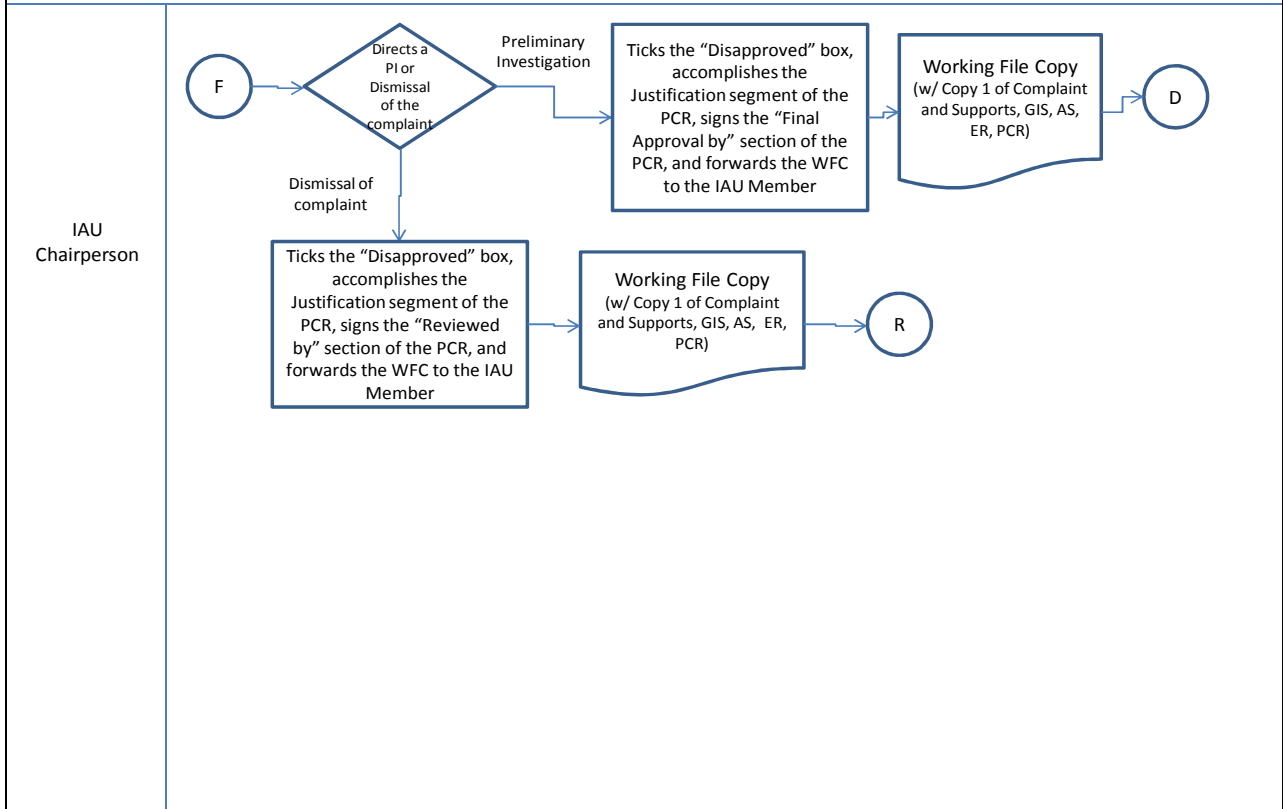 IAU
Chairperson
F
Directs a
PI or
Dismissal
of the
complaint
Preliminary
Investigation
Ticks the “Disapproved” box,
accomplishes the
Justification segment of the
PCR, signs the “Final
Approval by” section of the
PCR, and forwards the WFC
to the IAU Member
Working File Copy
(w/ Copy 1 of Complaint
and Supports, GIS, AS,
ER, PCR)
D
Dismissal of
complaint
Ticks the “Disapproved” box,
accomplishes the
Justification segment of the
PCR, signs the “Reviewed
by” section of the PCR, and
forwards the WFC to the IAU
Member
Working File Copy
(w/ Copy 1 of Complaint
and Supports, GIS, AS, ER,
PCR)
R